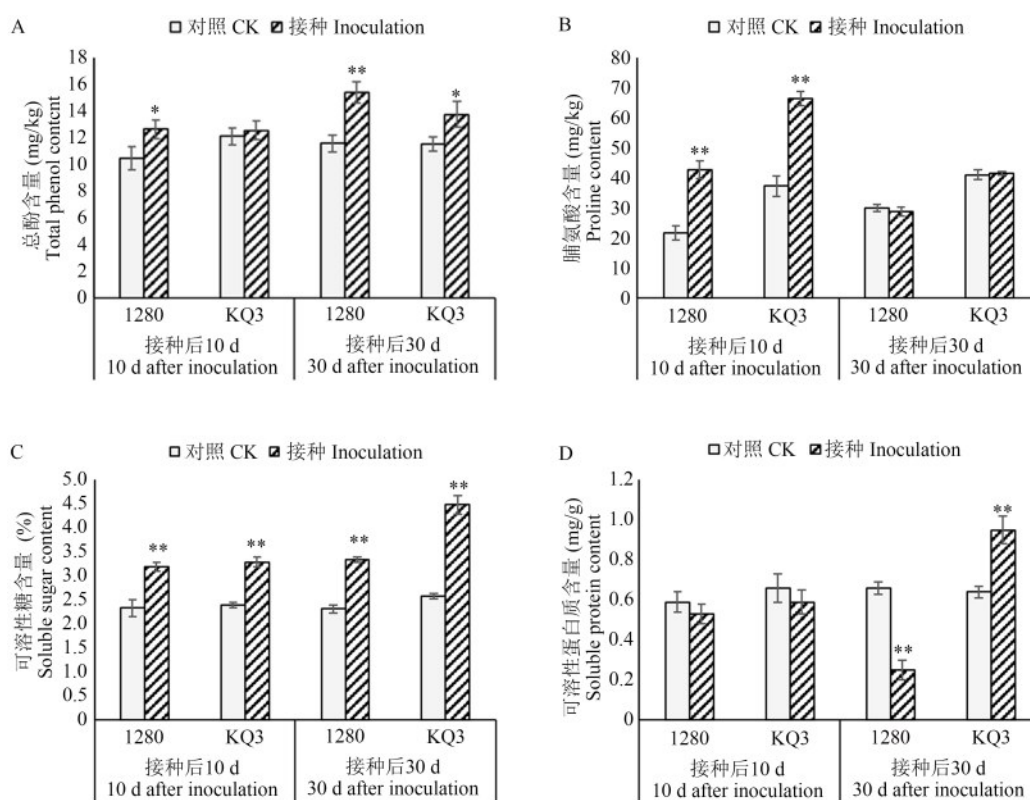 A
对照 CK 接种 Inoculation
总酚含量 (mg/kg)
Total phenol content
18
16
14
12
10
8
6
4
2
0
* ** *
1280 KQ3 1280 KQ3
接种后10 d 接种后30 d
10 d after inoculation 30 d after inoculation
B
对照 CK 接种 Inoculation
脯氨酸含量 (mg/kg)
Proline content
80
70
60
50
40
30
20
10
0
** **
1280 KQ3 1280 KQ3
接种后10 d 接种后30 d
10 d after inoculation 30 d after inoculation
C
对照 CK 接种 Inoculation
可溶性糖含量 (%)
Soluble sugar content
5.0
4.5
4.0
3.5
3.0
2.5
2.0
1.5
1.0
0.5
0
** ** ** **
1280 KQ3 1280 KQ3
接种后10 d 接种后30 d
10 d after inoculation 30 d after inoculation
D
对照 CK 接种 Inoculation
可溶性蛋白质含量 (mg/g)
Soluble protein content
1.2
1.0
0.8
0.6
0.4
0.2
0
** **
1280 KQ3 1280 KQ3
接种后10 d 接种后30 d
10 d after inoculation 30 d after inoculation